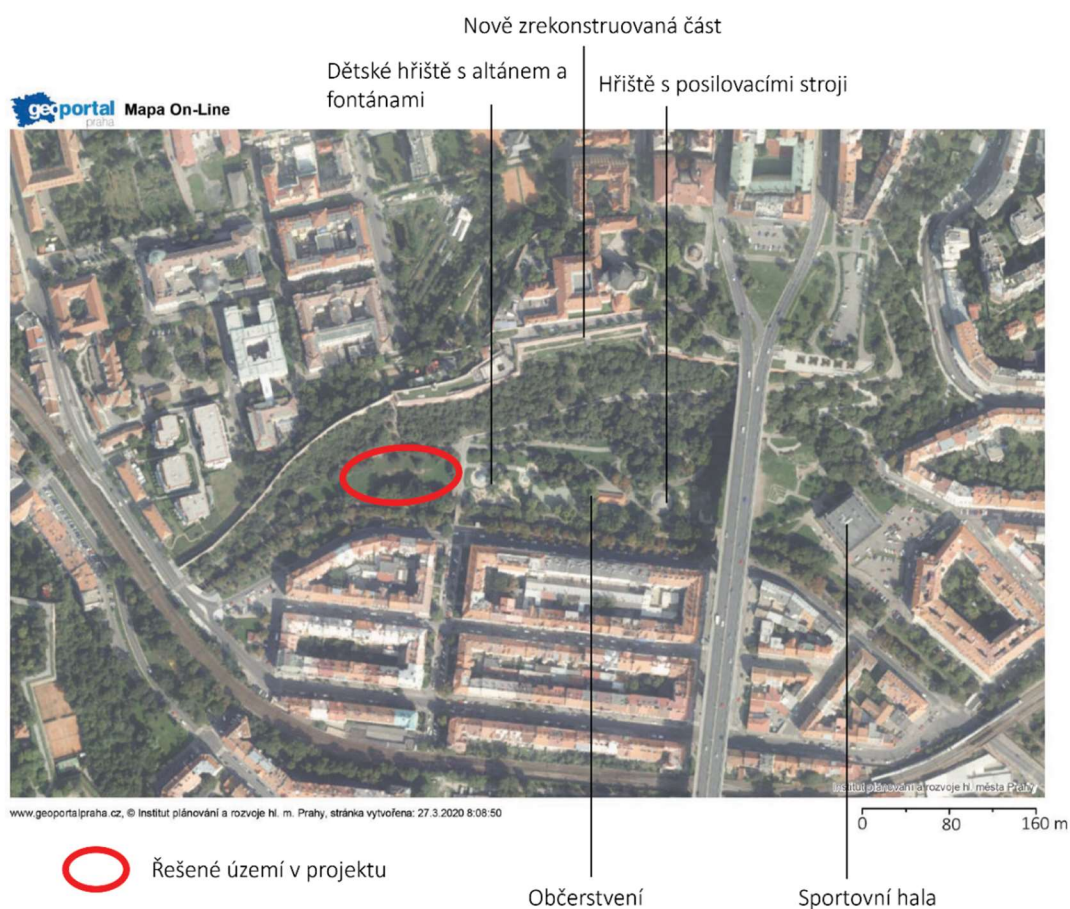 Nově zrekonstruovaná část
Dětské hřiště s altánem a
fontánami
Hřiště s posilovacími stroji
geoportal
praha
Mapa On-Line
Institut plánování a rozvoje hl. města Prahy
www.geoportalpraha.cz, © Institut plánování a rozvoje hl. m. Prahy, stránka vytvořena: 27.3.2020 8:08:50
0 80 160 m
Řešené území v projektu
Občerstvení
Sportovní hala